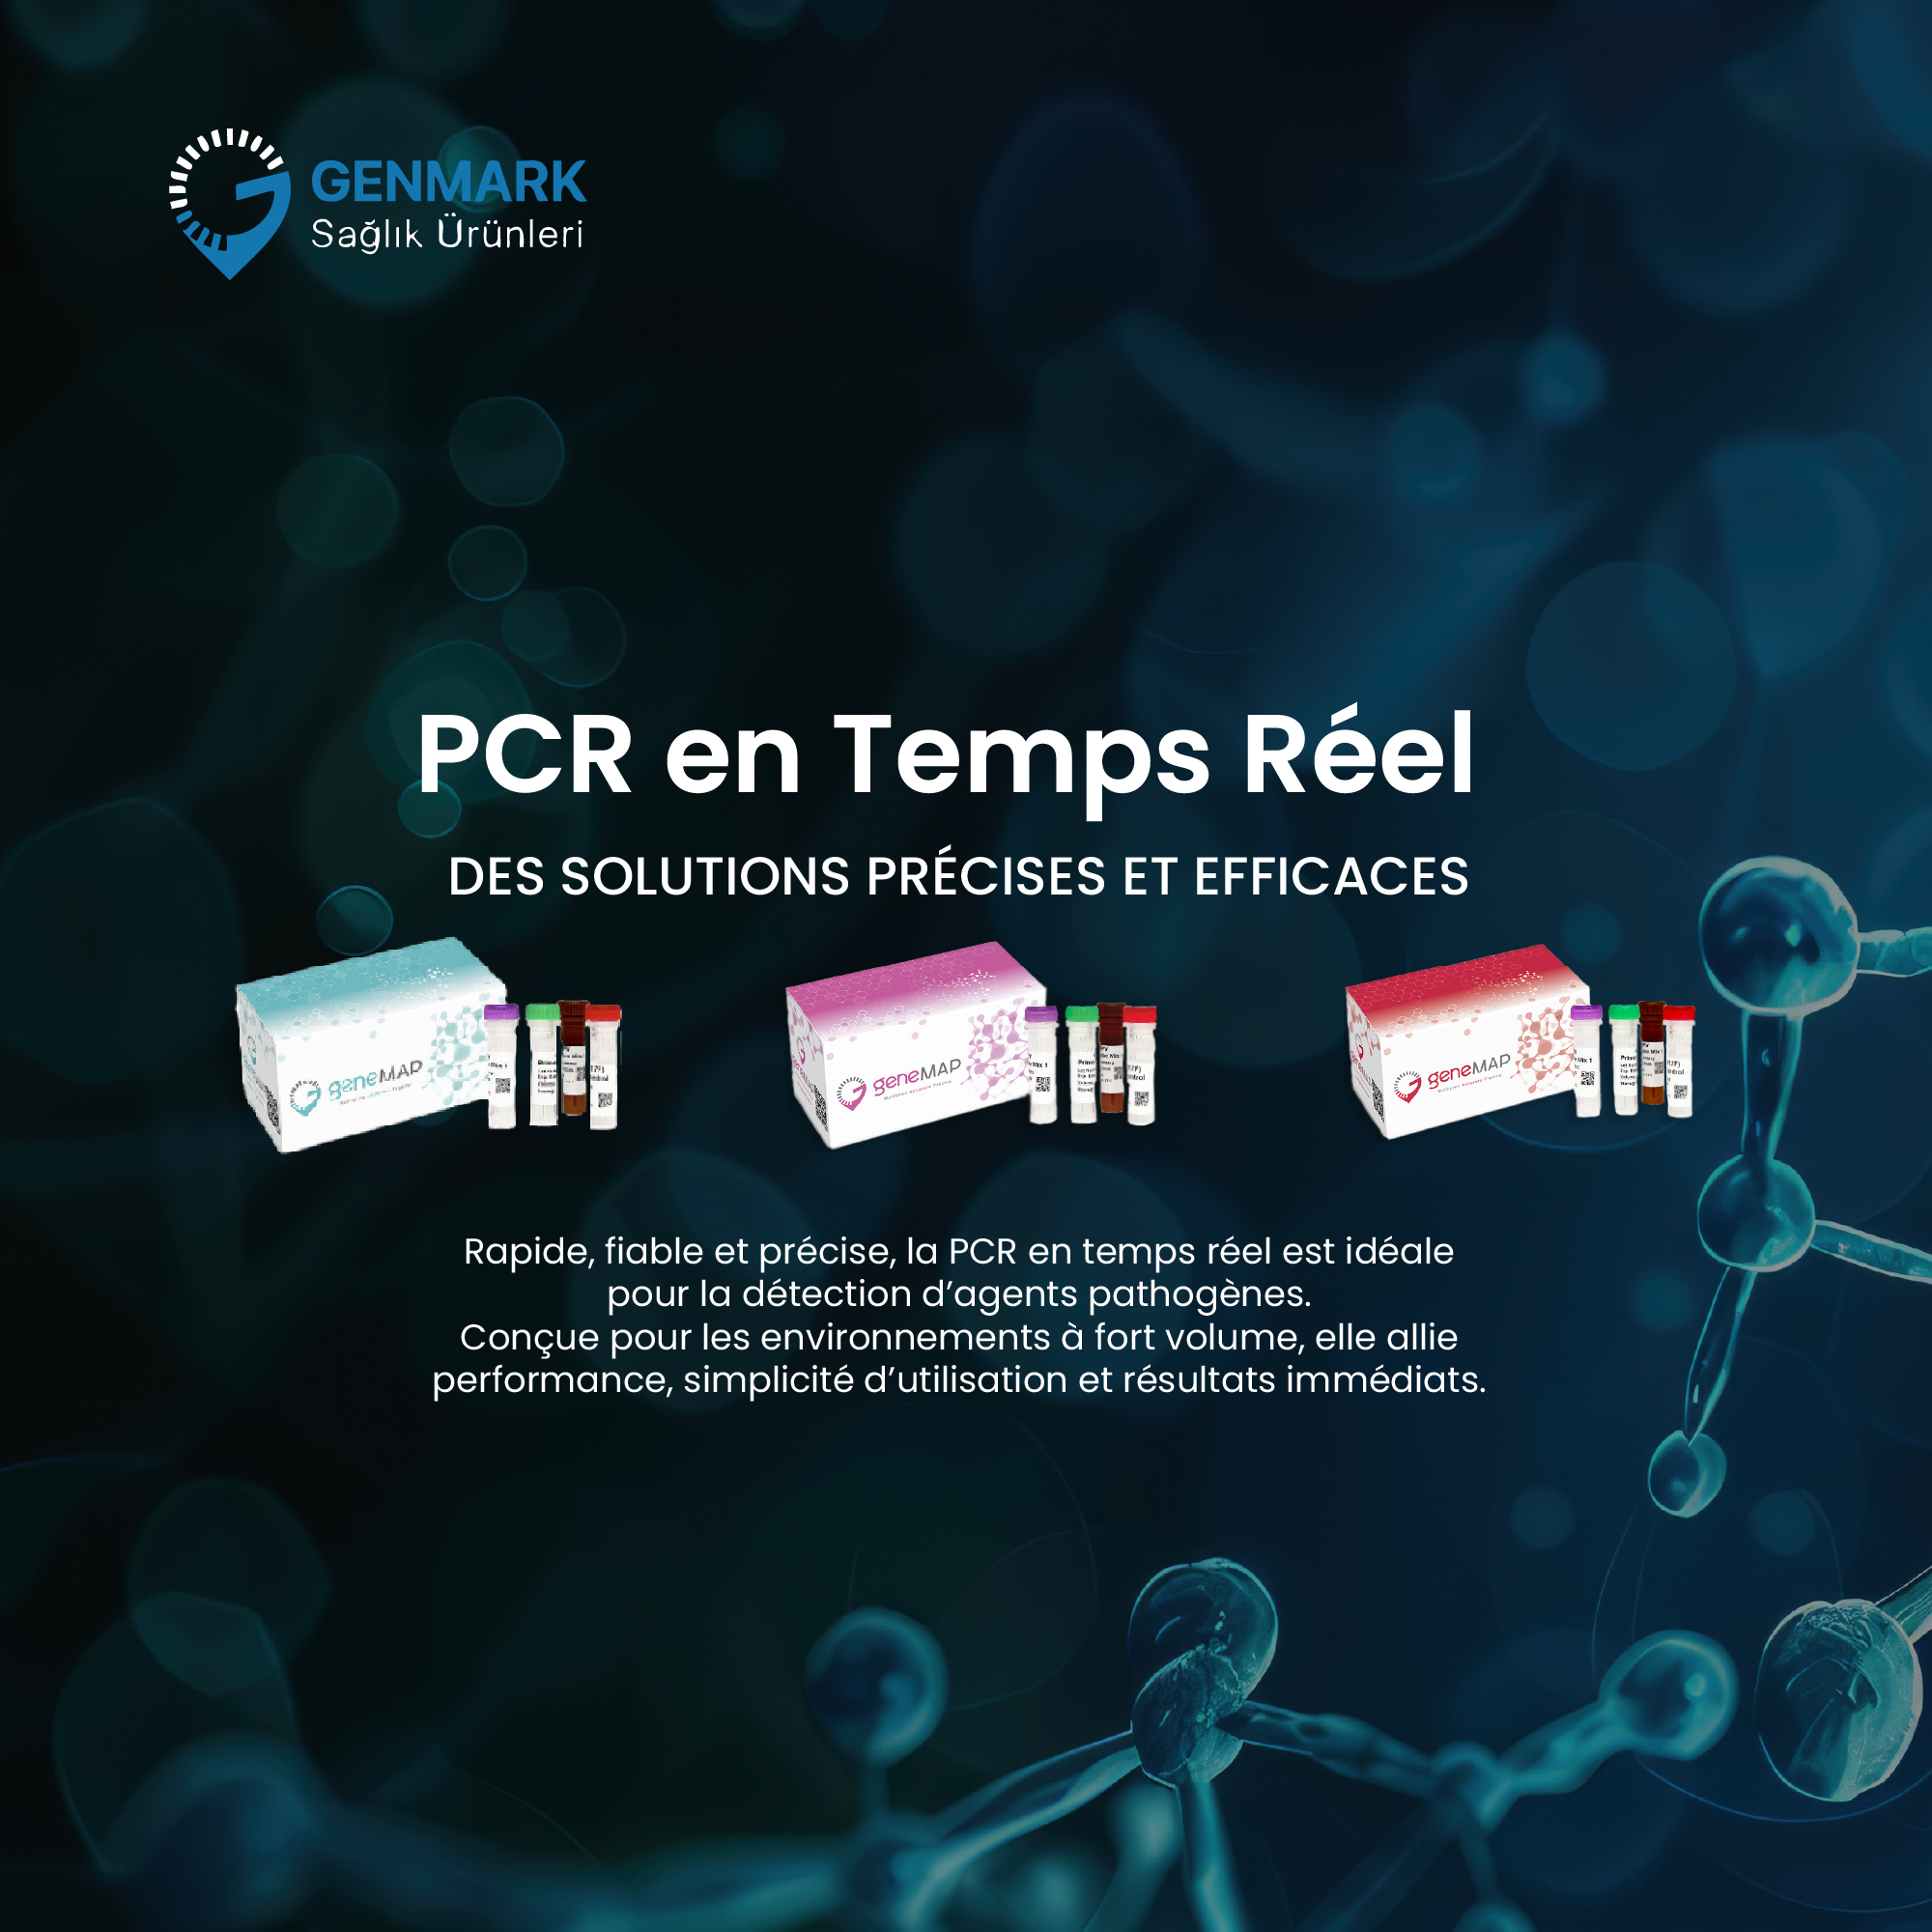 GENMARK
Sağlık Ürünleri
PCR en Temps Réel
DES SOLUTIONS PRÉCISES ET EFFICACES
geneMAP
geneMAP
geneMAP
Rapide, fiable et précise, la PCR en temps réel est idéale
pour la détection d’agents pathogènes.
Conçue pour les environnements à fort volume, elle allie
performance, simplicité d’utilisation et résultats immédiats.